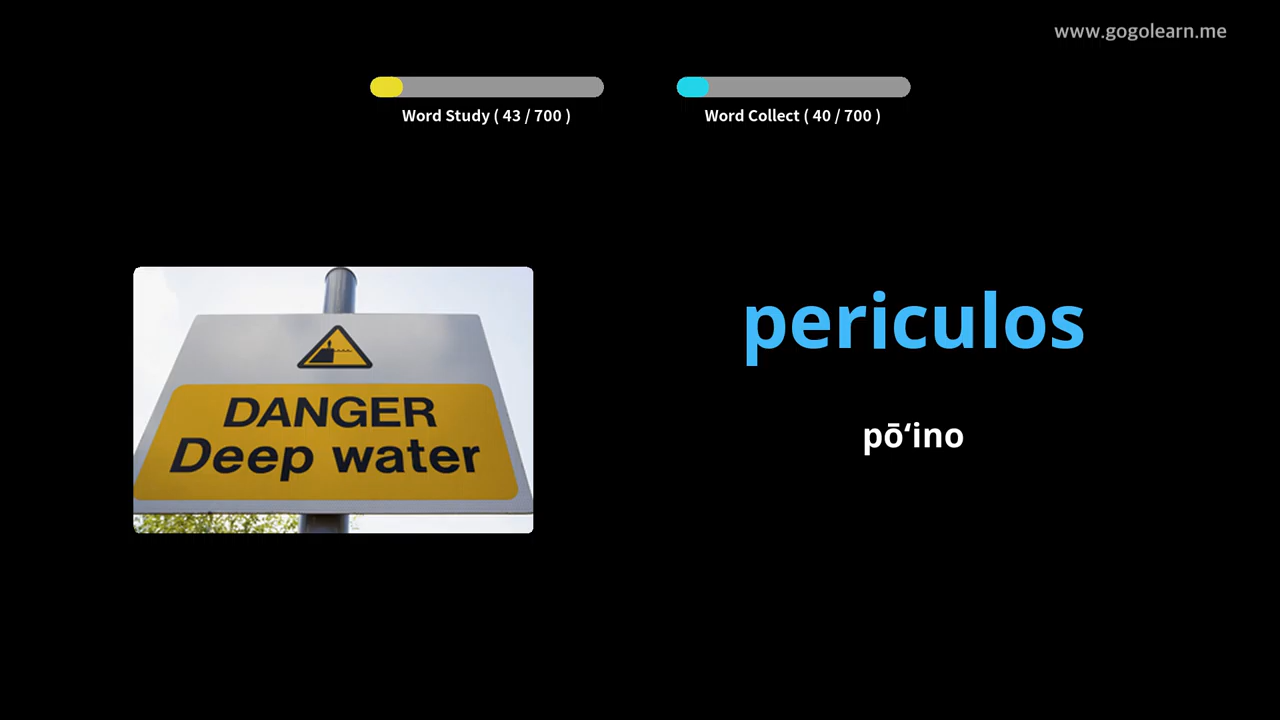 www.gogolearn.me
Word Study ( 43 / 700 )
Word Collect ( 40 / 700 )
DANGER
Deep water
periculos
pōʻino